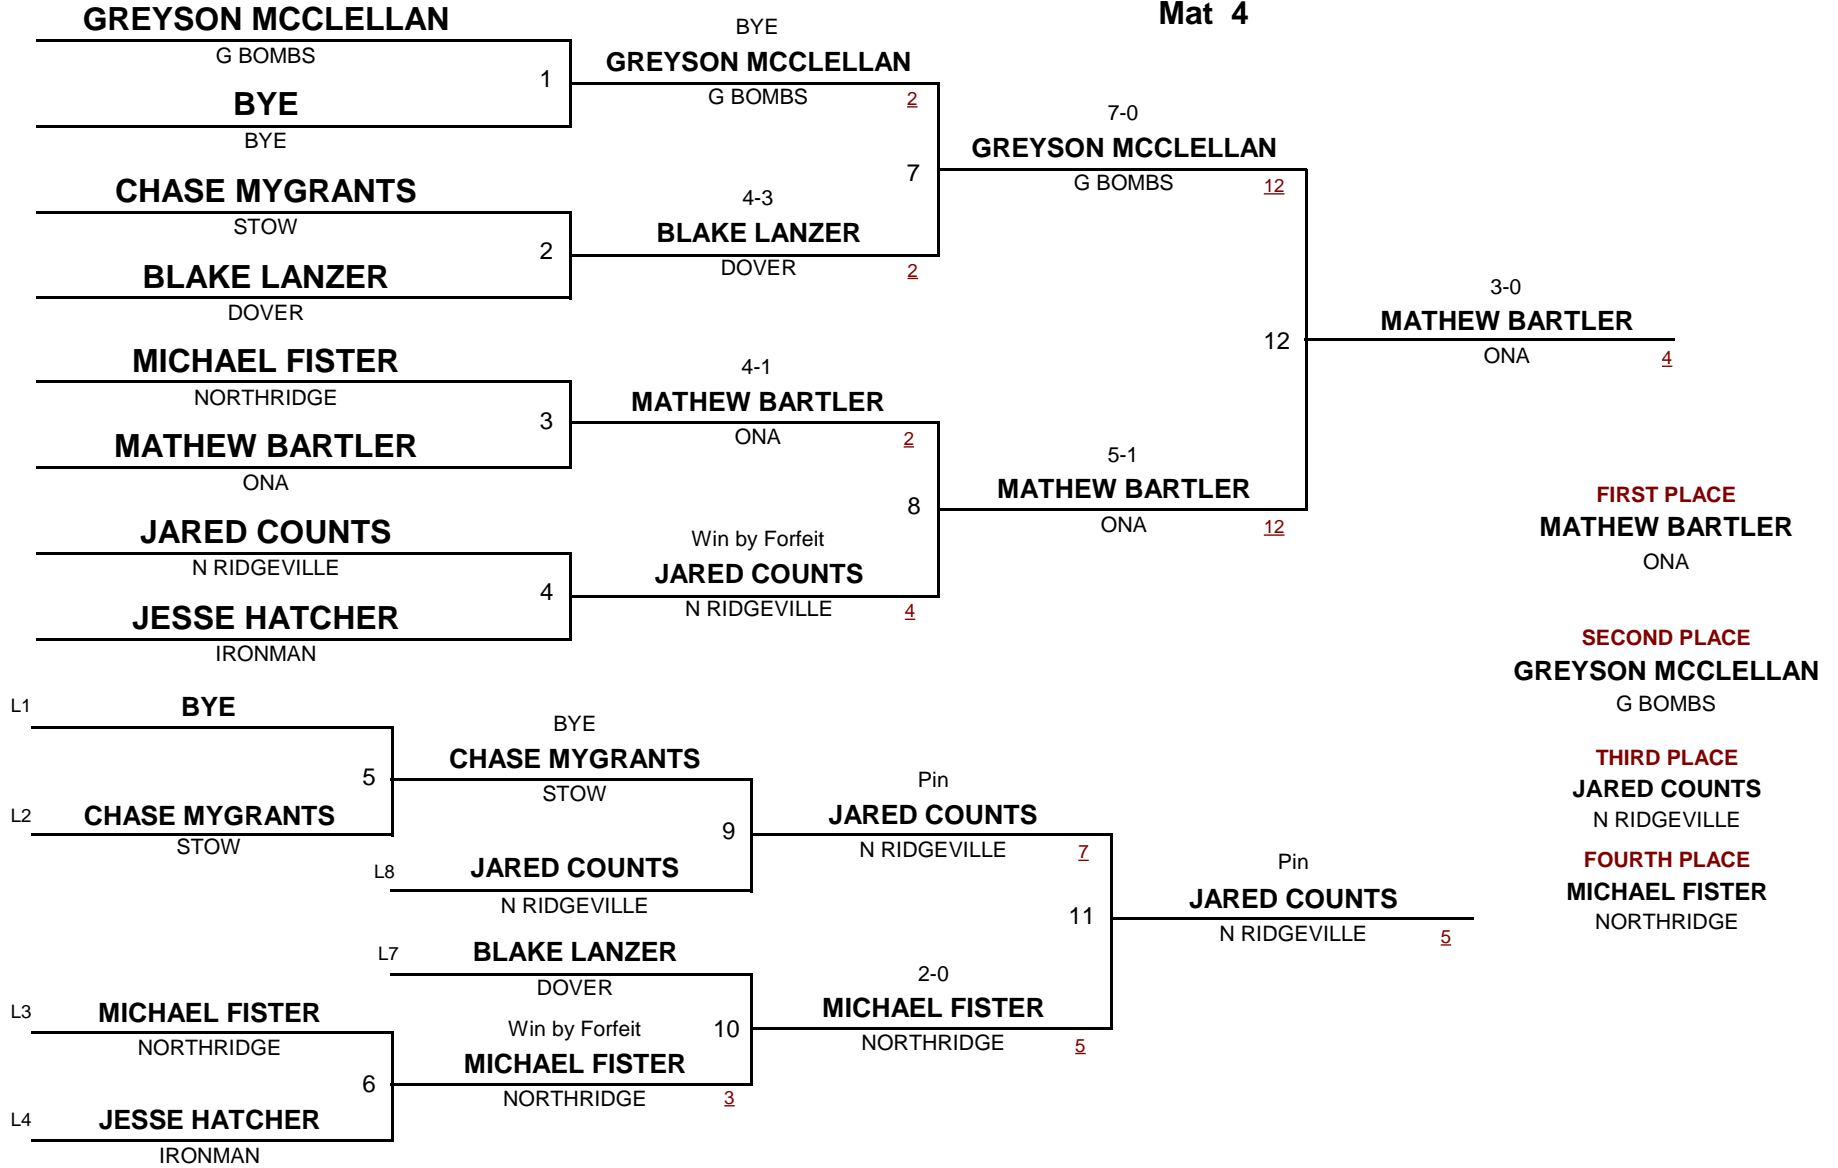 Mat 4
GREYSON MCCLELLAN
G BOMBS
1
BYE
BYE
CHASE MYGRANTS
STOW
2
BLAKE LANZER
DOVER
MICHAEL FISTER
NORTHRIDGE
3
MATHEW BARTLER
ONA
JARED COUNTS
N RIDGEVILLE
4
JESSE HATCHER
IRONMAN
BYE
GREYSON MCCLELLAN
G BOMBS
2
7
4-3
BLAKE LANZER
DOVER
2
4-1
MATHEW BARTLER
ONA
2
8
Win by Forfeit
JARED COUNTS
N RIDGEVILLE
4
7-0
GREYSON MCCLELLAN
G BOMBS
12
12
5-1
MATHEW BARTLER
ONA
12
3-0
MATHEW BARTLER
ONA
4
L1
BYE
5
L2
CHASE MYGRANTS
STOW
L3
MICHAEL FISTER
NORTHRIDGE
6
L4
JESSE HATCHER
IRONMAN
BYE
CHASE MYGRANTS
STOW
9
L8
JARED COUNTS
N RIDGEVILLE
L7
BLAKE LANZER
DOVER
10
Win by Forfeit
MICHAEL FISTER
NORTHRIDGE
3
Pin
JARED COUNTS
N RIDGEVILLE
7
11
2-0
MICHAEL FISTER
NORTHRIDGE
5
Pin
JARED COUNTS
N RIDGEVILLE
5
FIRST PLACE
MATHEW BARTLER
ONA
SECOND PLACE
GREYSON MCCLELLAN
G BOMBS
THIRD PLACE
JARED COUNTS
N RIDGEVILLE
FOURTH PLACE
MICHAEL FISTER
NORTHRIDGE